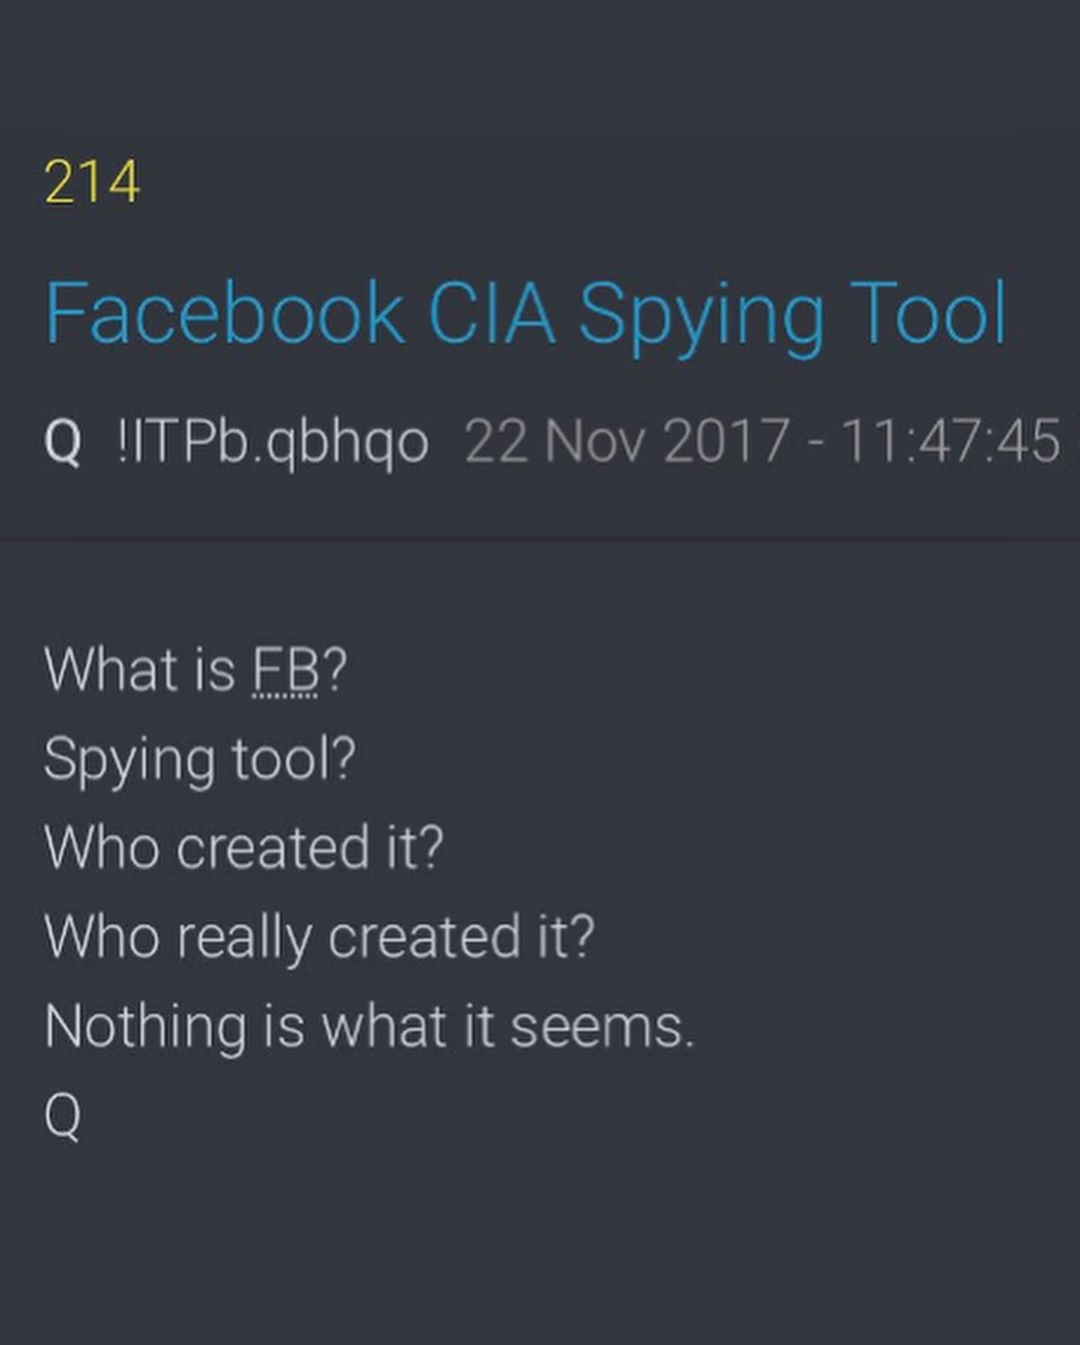 214
Facebook CIA Spying Tool
Q !ITPb.qbhqo 22 Nov 2017 - 11:47:45
What is FB?
Spying tool?
Who created it?
Who really created it?
Nothing is what it seems.
Q